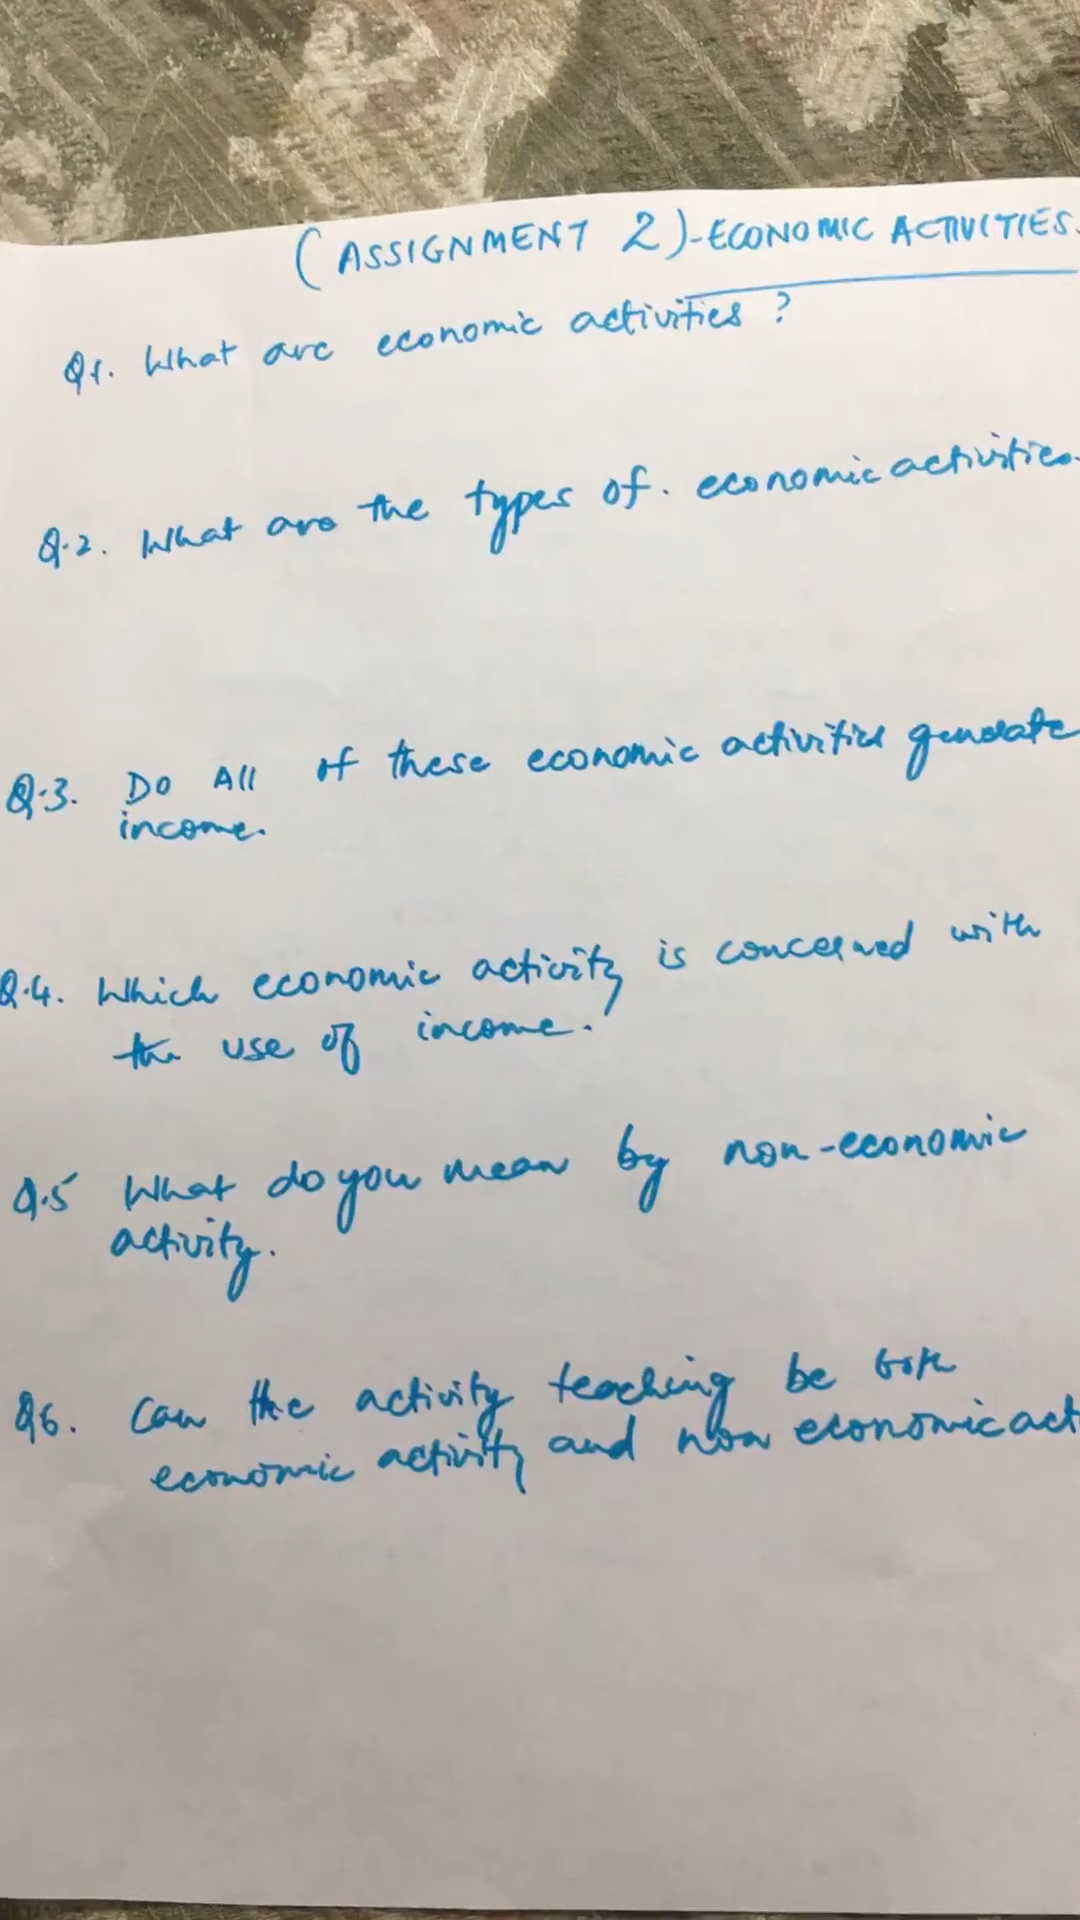 (ASSIGNMENT 2)-ECONOMIC ACTIVITIES.
Q1. What are economic activities?
Q.2. What are the types of. economic activities.
Q.3. Do All of these economic activities generate
income.
Q.4. Which economic activity is concerned with
the use of income.
Q.5 What do you mean by non-economic
activity.
Q6. Can the activity teaching be both
economic activity and non economic act